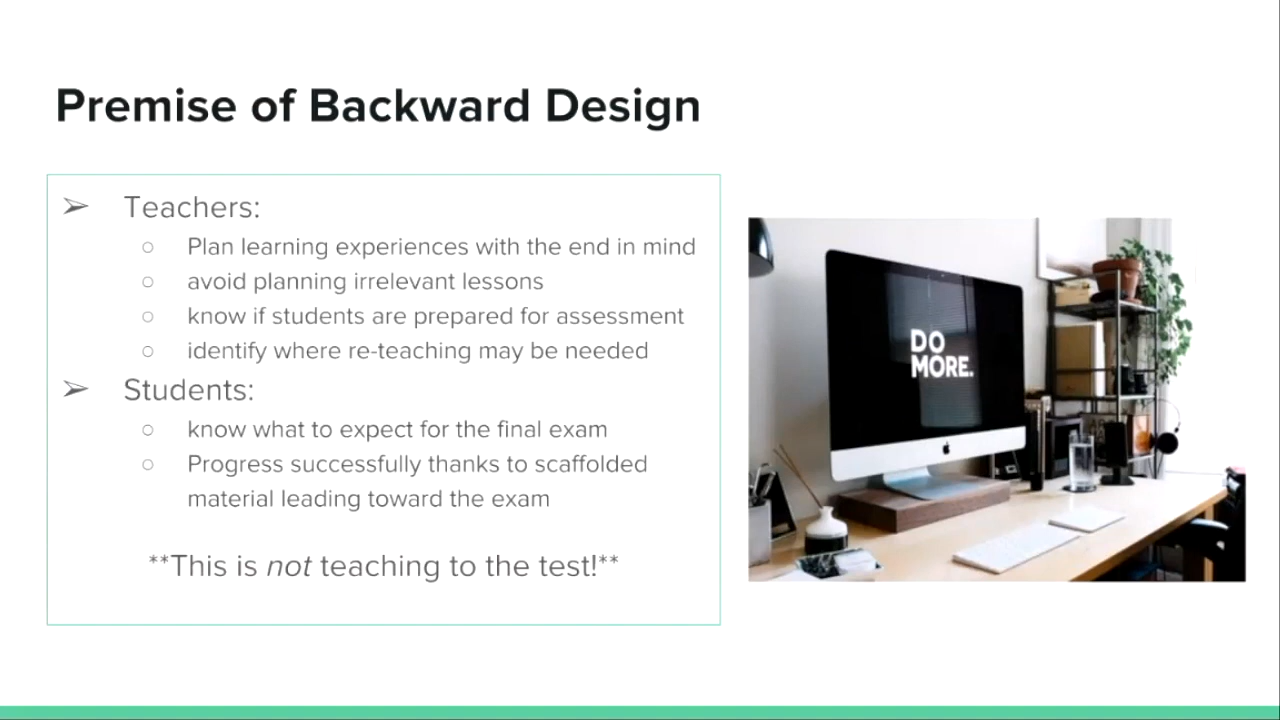 Premise of Backward Design
➢ Teachers:
○ Plan learning experiences with the end in mind
○ avoid planning irrelevant lessons
○ know if students are prepared for assessment
○ identify where re-teaching may be needed
➢ Students:
○ know what to expect for the final exam
○ Progress successfully thanks to scaffolded
material leading toward the exam
**This is not teaching to the test!**
DO
MORE.